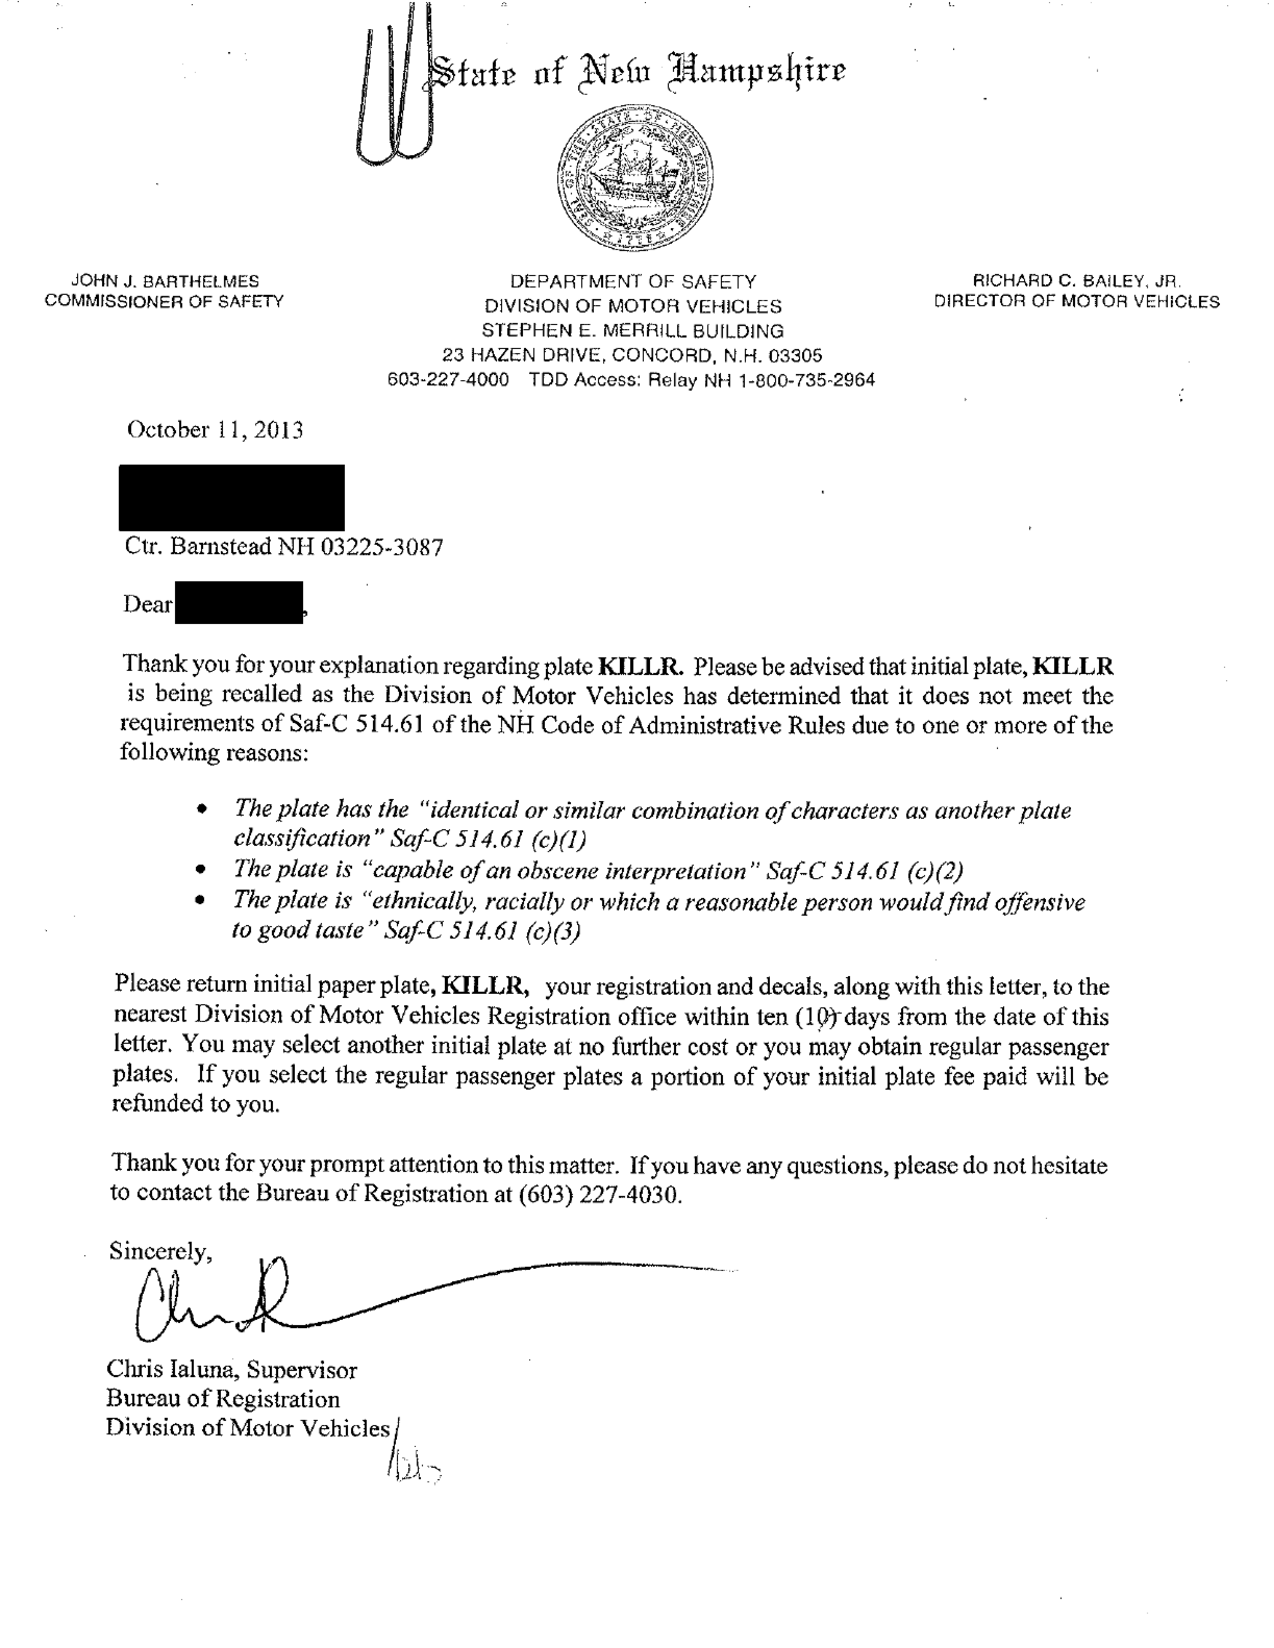 State of New Hampshire
SEAL OF THE STATE OF NEW HAMPSHIRE
1776
JOHN J. BARTHELMES
COMMISSIONER OF SAFETY
DEPARTMENT OF SAFETY
DIVISION OF MOTOR VEHICLES
STEPHEN E. MERRILL BUILDING
23 HAZEN DRIVE, CONCORD, N.H. 03305
603-227-4000 TDD Access: Relay NH 1-800-735-2964
RICHARD C. BAILEY, JR.
DIRECTOR OF MOTOR VEHICLES
October 11, 2013
Ctr. Barnstead NH 03225-3087
Dear ,
Thank you for your explanation regarding plate KILLR. Please be advised that initial plate, KILLR
is being recalled as the Division of Motor Vehicles has determined that it does not meet the
requirements of Saf-C 514.61 of the NH Code of Administrative Rules due to one or more of the
following reasons:
• The plate has the “identical or similar combination of characters as another plate
classification” Saf-C 514.61 (c)(1)
• The plate is “capable of an obscene interpretation” Saf-C 514.61 (c)(2)
• The plate is “ethnically, racially or which a reasonable person would find offensive
to good taste” Saf-C 514.61 (c)(3)
Please return initial paper plate, KILLR, your registration and decals, along with this letter, to the
nearest Division of Motor Vehicles Registration office within ten (10) days from the date of this
letter. You may select another initial plate at no further cost or you may obtain regular passenger
plates. If you select the regular passenger plates a portion of your initial plate fee paid will be
refunded to you.
Thank you for your prompt attention to this matter. If you have any questions, please do not hesitate
to contact the Bureau of Registration at (603) 227-4030.
Sincerely,
Chris Ialuna, Supervisor
Bureau of Registration
Division of Motor Vehicles